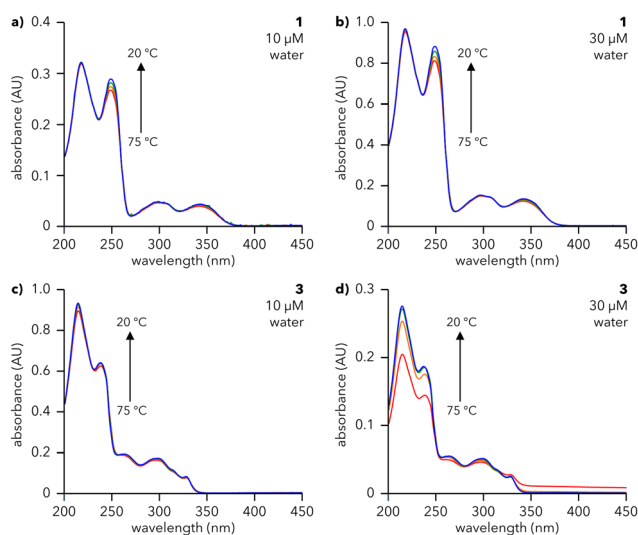 a)
1
10 μM
water
20 °C
75 °C
absorbance (AU)
0.4
0.3
0.2
0.1
0
200 250 300 350 400 450
wavelength (nm)
b)
1
30 μM
water
20 °C
75 °C
absorbance (AU)
1.0
0.8
0.6
0.4
0.2
0
200 250 300 350 400 450
wavelength (nm)
c)
3
10 μM
water
20 °C
75 °C
absorbance (AU)
1.0
0.8
0.6
0.4
0.2
0
200 250 300 350 400 450
wavelength (nm)
d)
3
30 μM
water
20 °C
75 °C
absorbance (AU)
0.3
0.2
0.1
0
200 250 300 350 400 450
wavelength (nm)